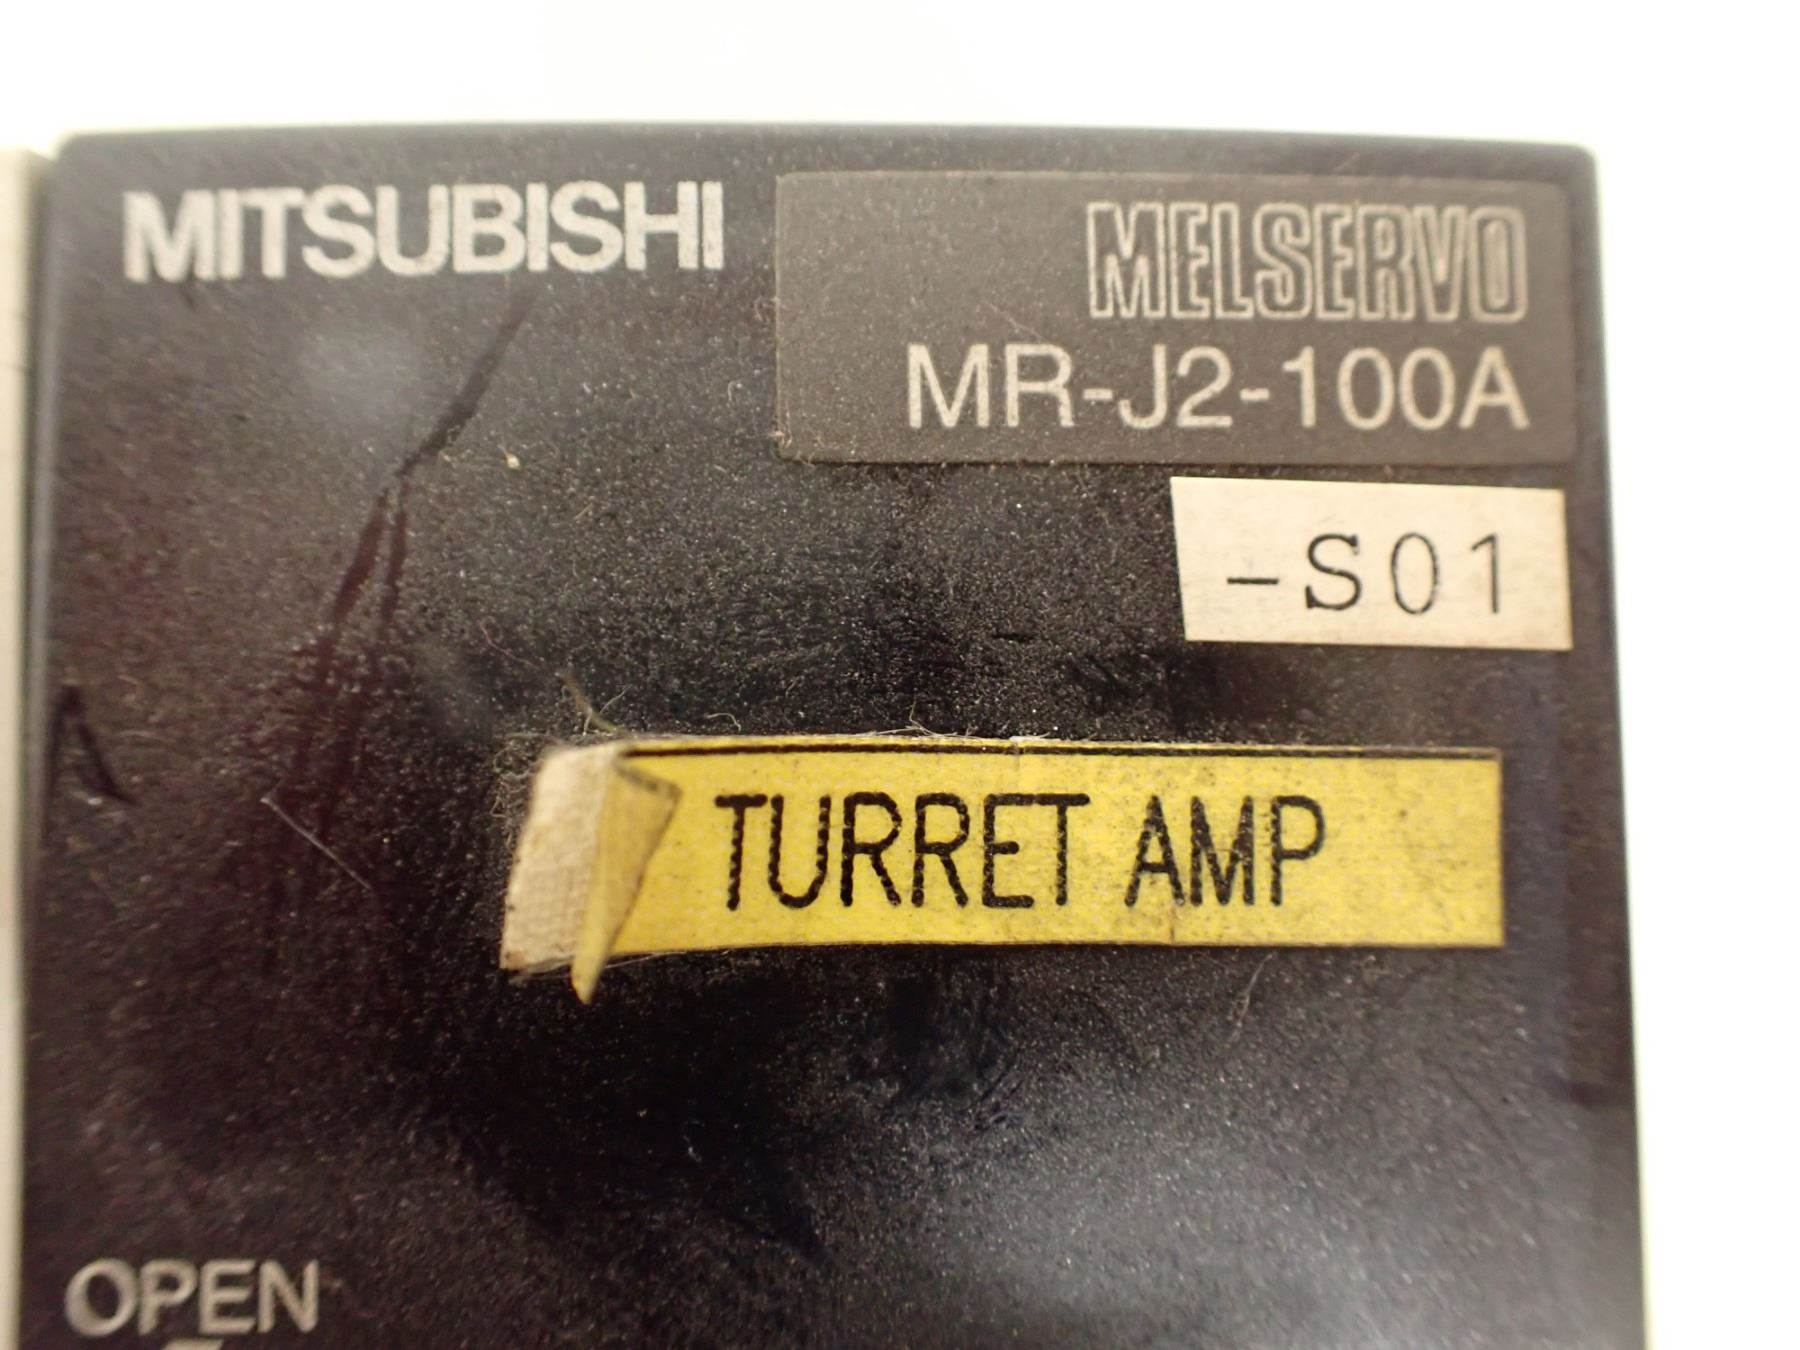 MITSUBISHI
MELSERVO
MR-J2-100A
-S01
TURRET AMP
OPEN